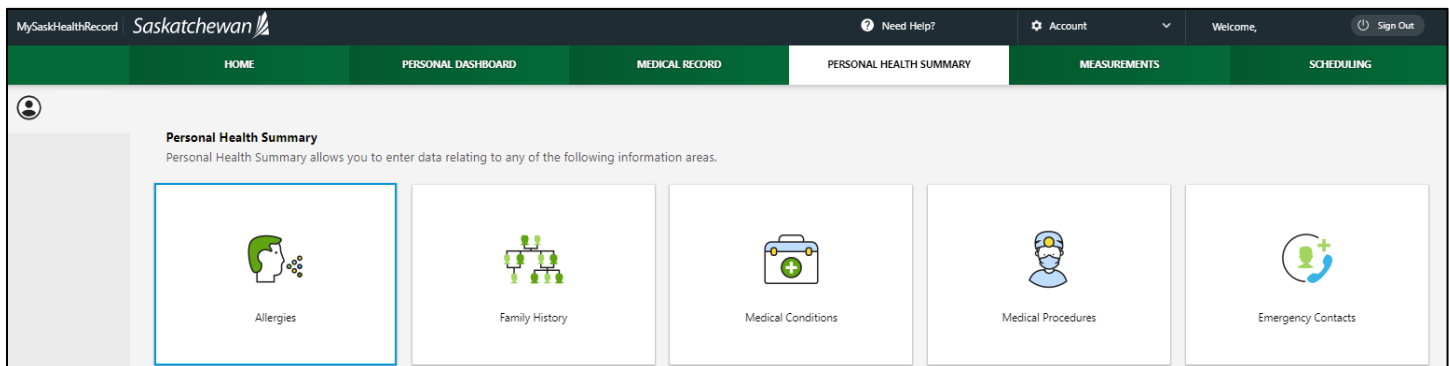 MySaskHealthRecord Saskatchewan Need Help? Account Welcome, Sign Out
HOME PERSONAL DASHBOARD MEDICAL RECORD PERSONAL HEALTH SUMMARY MEASUREMENTS SCHEDULING
Personal Health Summary
Personal Health Summary allows you to enter data relating to any of the following information areas.
Allergies Family History Medical Conditions Medical Procedures Emergency Contacts